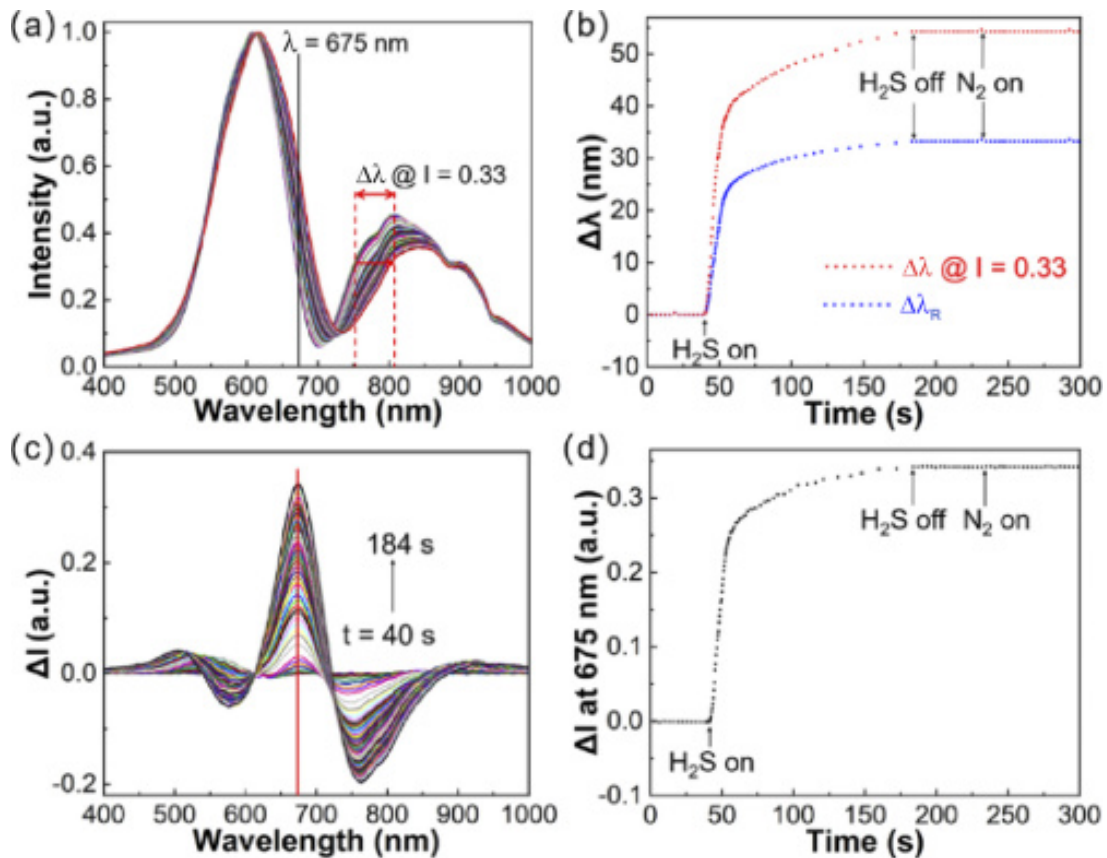 (a)
Intensity (a.u.)
1.0
0.8
0.6
0.4
0.2
0.0
λ = 675 nm
Δλ @ I = 0.33
400 500 600 700 800 900 1000
Wavelength (nm)
(b)
Δλ (nm)
50
40
30
20
10
0
-10
H₂S off N₂ on
Δλ @ I = 0.33
Δλ_R
H₂S on
0 50 100 150 200 250 300
Time (s)
(c)
ΔI (a.u.)
0.4
0.2
0.0
-0.2
184 s
t = 40 s
400 500 600 700 800 900 1000
Wavelength (nm)
(d)
ΔI at 675 nm (a.u.)
0.3
0.2
0.0
-0.1
H₂S off N₂ on
H₂S on
0 50 100 150 200 250 300
Time (s)